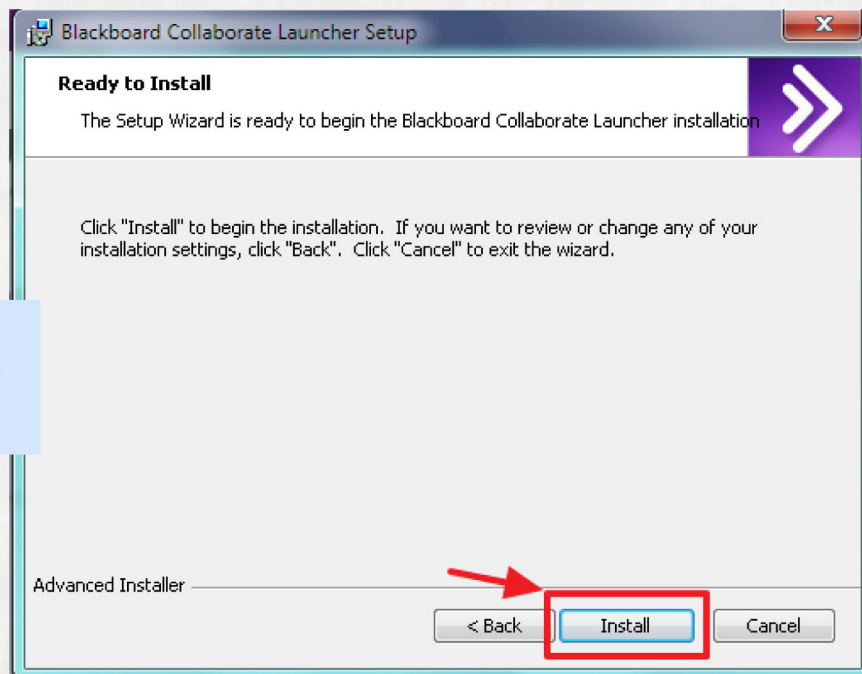 Blackboard Collaborate Launcher Setup
Ready to Install
The Setup Wizard is ready to begin the Blackboard Collaborate Launcher installation
Click "Install" to begin the installation. If you want to review or change any of your
installation settings, click "Back". Click "Cancel" to exit the wizard.
Advanced Installer
< Back Install Cancel